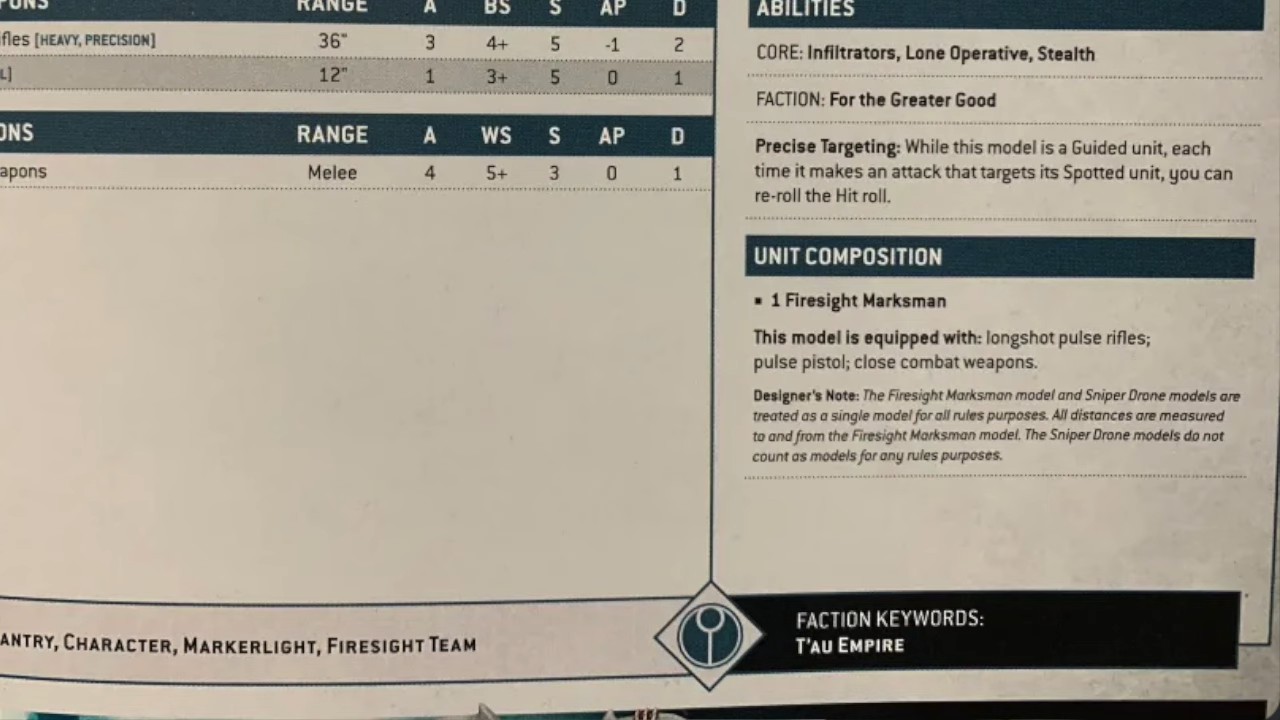 RANGE A BS S AP D
[HEAVY, PRECISION] 36" 3 4+ 5 -1 2
12" 1 3+ 5 0 1
RANGE A WS S AP D
Melee 4 5+ 3 0 1
ABILITIES
CORE: Infiltrators, Lone Operative, Stealth
FACTION: For the Greater Good
Precise Targeting: While this model is a Guided unit, each
time it makes an attack that targets its Spotted unit, you can
re-roll the Hit roll.
UNIT COMPOSITION
▪ 1 Firesight Marksman
This model is equipped with: longshot pulse rifles;
pulse pistol; close combat weapons.
Designer's Note: The Firesight Marksman model and Sniper Drone models are
treated as a single model for all rules purposes. All distances are measured
to and from the Firesight Marksman model. The Sniper Drone models do not
count as models for any rules purposes.
ANTRY, CHARACTER, MARKERLIGHT, FIRESIGHT TEAM
FACTION KEYWORDS:
T'AU EMPIRE